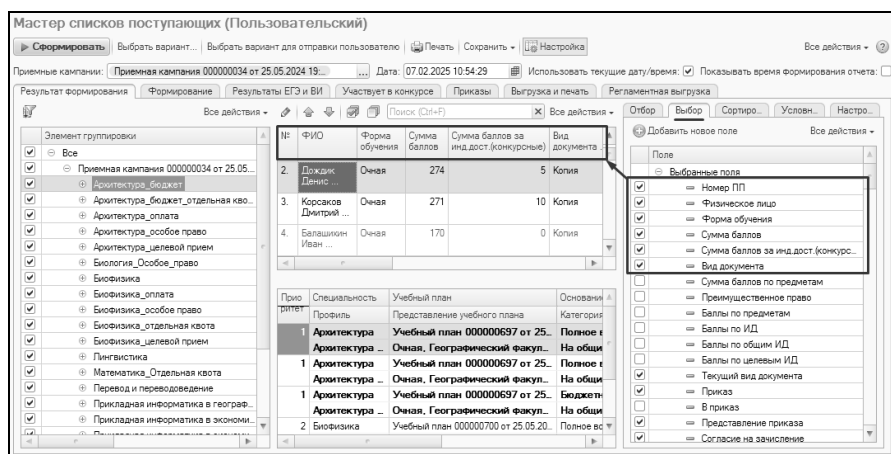 Мастер списков поступающих (Пользовательский)
Сформировать Выбрать вариант... Выбрать вариант для отправки пользователю Печать Сохранить Настройка Все действия ?
Приемные кампании: Приемная кампания 000000034 от 25.05.2024 19:... ... Дата: 07.02.2025 10:54:29 Использовать текущие дату/время: Показывать время формирования отчета:
Результат формирования Формирование Результаты ЕГЭ и ВИ Участвует в конкурсе Приказы Выгрузка и печать Регламентная выгрузка
Все действия
Элемент группировки
Все
Приемная кампания 000000034 от 25.05...
Архитектура_бюджет
Архитектура_бюджет_отдельная кво...
Архитектура_оплата
Архитектура_особое право
Архитектура_целевой прием
Биология_Особое_право
Биофизика
Биофизика_оплата
Биофизика_особое право
Биофизика_отдельная квота
Биофизика_целевой прием
Лингвистика
Математика_Отдельная квота
Перевод и переводоведение
Прикладная информатика в географ...
Прикладная информатика в экономи...
Поиск (Ctrl+F) Все действия
№ ФИО Форма обучения Сумма баллов Сумма баллов за инд.дост.(конкурсные) Вид документа
2. Дождик Денис ... Очная 274 5 Копия
3. Корсаков Дмитрий ... Очная 271 10 Копия
4. Балашихин Иван ... Очная 170 0 Копия
Прио ритет Специальность Учебный план Основани
Профиль Представление учебного плана Категория
1 Архитектура Учебный план 000000697 от 25... Полное в
Архитектура ... Очная, Географический факул... На общи
1 Архитектура Учебный план 000000697 от 25... Полное в
Архитектура ... Очная, Географический факул... На общи
1 Архитектура Учебный план 000000697 от 25... Бюджетн
Архитектура ... Очная, Географический факул... На общи
2 Биофизика Учебный план 000000700 от 25.05.20... Полное во
Отбор Выбор Сортиро... Условн... Настро...
Добавить новое поле Все действия
Поле
Выбранные поля
Номер ПП
Физическое лицо
Форма обучения
Сумма баллов
Сумма баллов за инд.дост.(конкурс...
Вид документа
Сумма баллов по предметам
Преимущественное право
Баллы по предметам
Баллы по ИД
Баллы по общим ИД
Баллы по целевым ИД
Текущий вид документа
Приказ
В приказ
Представление приказа
Согласие на зачисление